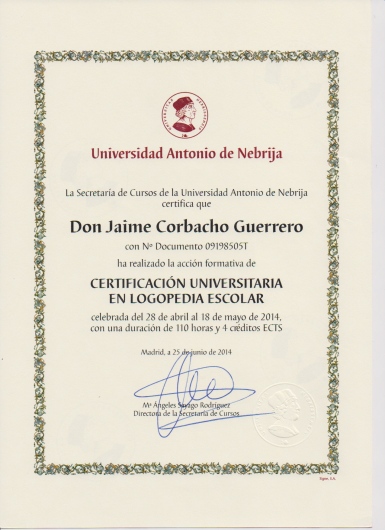 Universidad Antonio de Nebrija
La Secretaría de Cursos de la Universidad Antonio de Nebrija
certifica que
Don Jaime Corbacho Guerrero
con Nº Documento 09198505T
ha realizado la acción formativa de
CERTIFICACIÓN UNIVERSITARIA
EN LOGOPEDIA ESCOLAR
celebrada del 28 de abril al 18 de mayo de 2014,
con una duración de 110 horas y 4 créditos ECTS
Madrid, a 25 de junio de 2014
Mª Ángeles Rodríguez
Directora de la Secretaría de Cursos